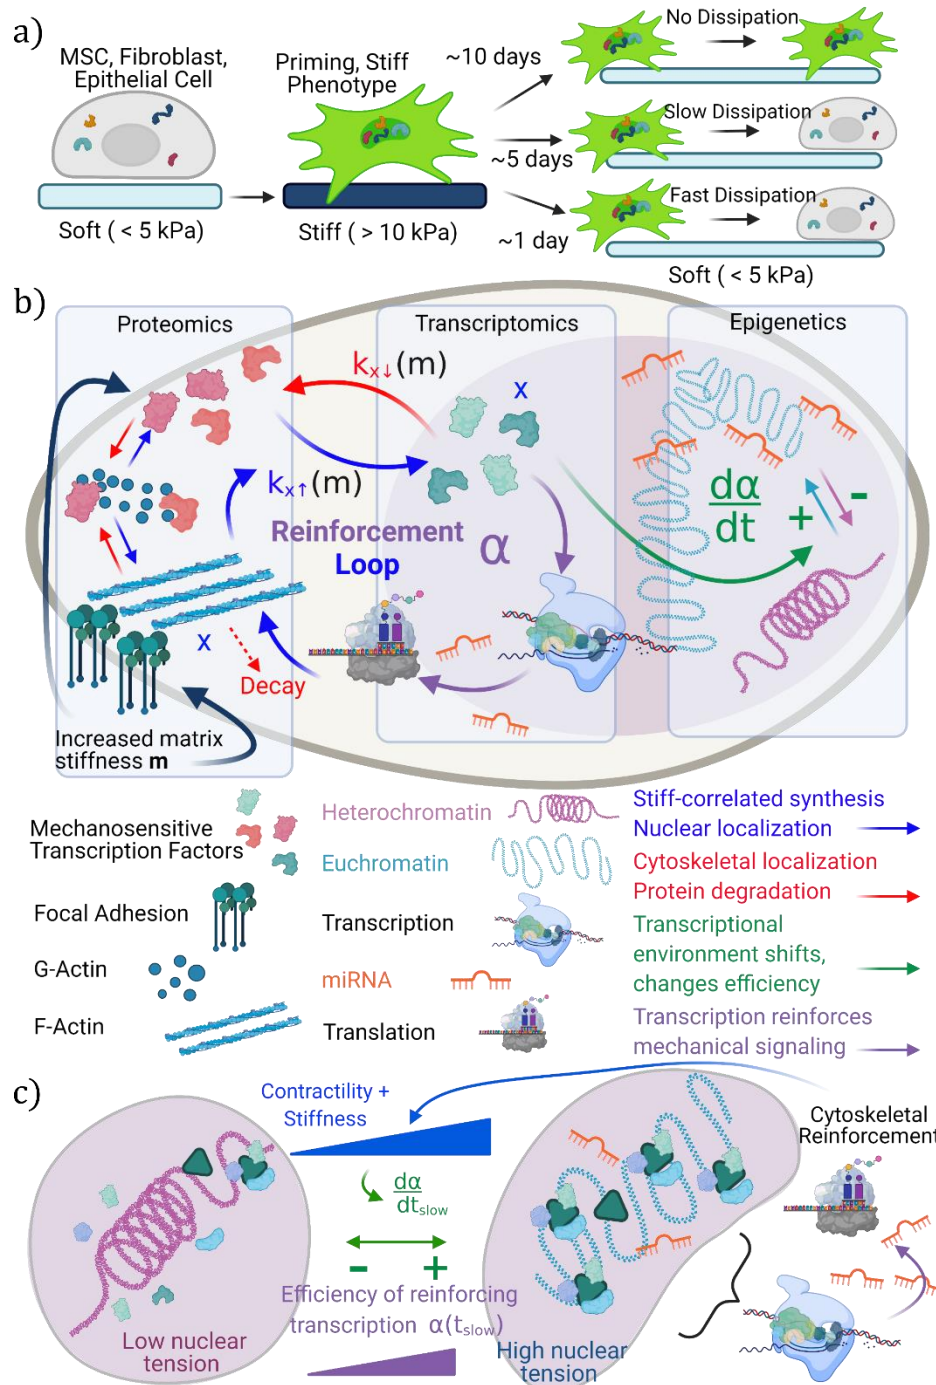 a)
MSC, Fibroblast,
Epithelial Cell
Soft ( < 5 kPa)
Priming, Stiff
Phenotype
Stiff ( > 10 kPa)
~10 days
~5 days
~1 day
No Dissipation
Slow Dissipation
Fast Dissipation
Soft ( < 5 kPa)
b)
Proteomics
Transcriptomics
Epigenetics
kx↓(m)
x
kx↑(m)
Reinforcement
Loop
α
dα
dt
+
-
x
Decay
Increased matrix
stiffness m
Mechanosensitive
Transcription Factors
Focal Adhesion
G-Actin
F-Actin
Heterochromatin
Euchromatin
Transcription
miRNA
Translation
Stiff-correlated synthesis
Nuclear localization
Cytoskeletal localization
Protein degradation
Transcriptional
environment shifts,
changes efficiency
Transcription reinforces
mechanical signaling
c)
Contractility +
Stiffness
dα
dtslow
- +
Efficiency of reinforcing
transcription α(tslow)
Low nuclear
tension
High nuclear
tension
Cytoskeletal
Reinforcement